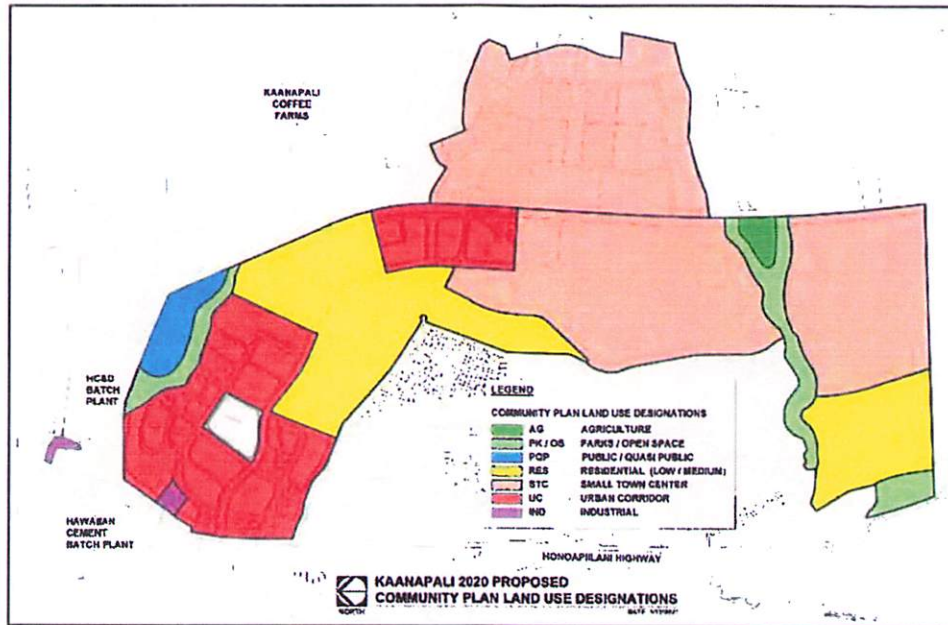 KAANAPALI
COFFEE
FARMS
HC&D
BATCH
PLANT
HAWAIIAN
CEMENT
BATCH PLANT
LEGEND
COMMUNITY PLAN LAND USE DESIGNATIONS
AG AGRICULTURE
PK / OS PARKS / OPEN SPACE
PQP PUBLIC / QUASI PUBLIC
RES RESIDENTIAL (LOW / MEDIUM)
STC SMALL TOWN CENTER
UC URBAN CORRIDOR
IND INDUSTRIAL
HONOAPIILANI HIGHWAY
KAANAPALI 2020 PROPOSED
COMMUNITY PLAN LAND USE DESIGNATIONS
NORTH
DATE